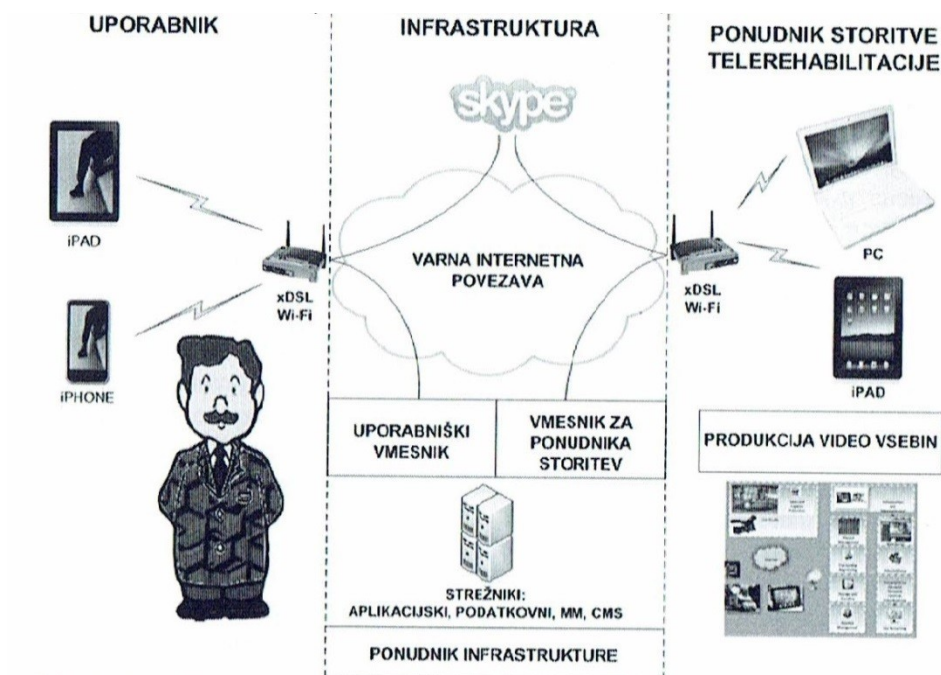 UPORABNIK
iPAD
iPHONE
xDSL
Wi-Fi
INFRASTRUKTURA
skype
VARNA INTERNETNA
POVEZAVA
UPORABNIŠKI
VMESNIK
VMESNIK ZA
PONUDNIKA
STORITEV
STREŽNIKI:
APLIKACIJSKI, PODATKOVNI, MM, CMS
PONUDNIK INFRASTRUKTURE
PONUDNIK STORITVE
TELEREHABILITACIJE
xDSL
Wi-Fi
PC
iPAD
PRODUKCIJA VIDEO VSEBIN